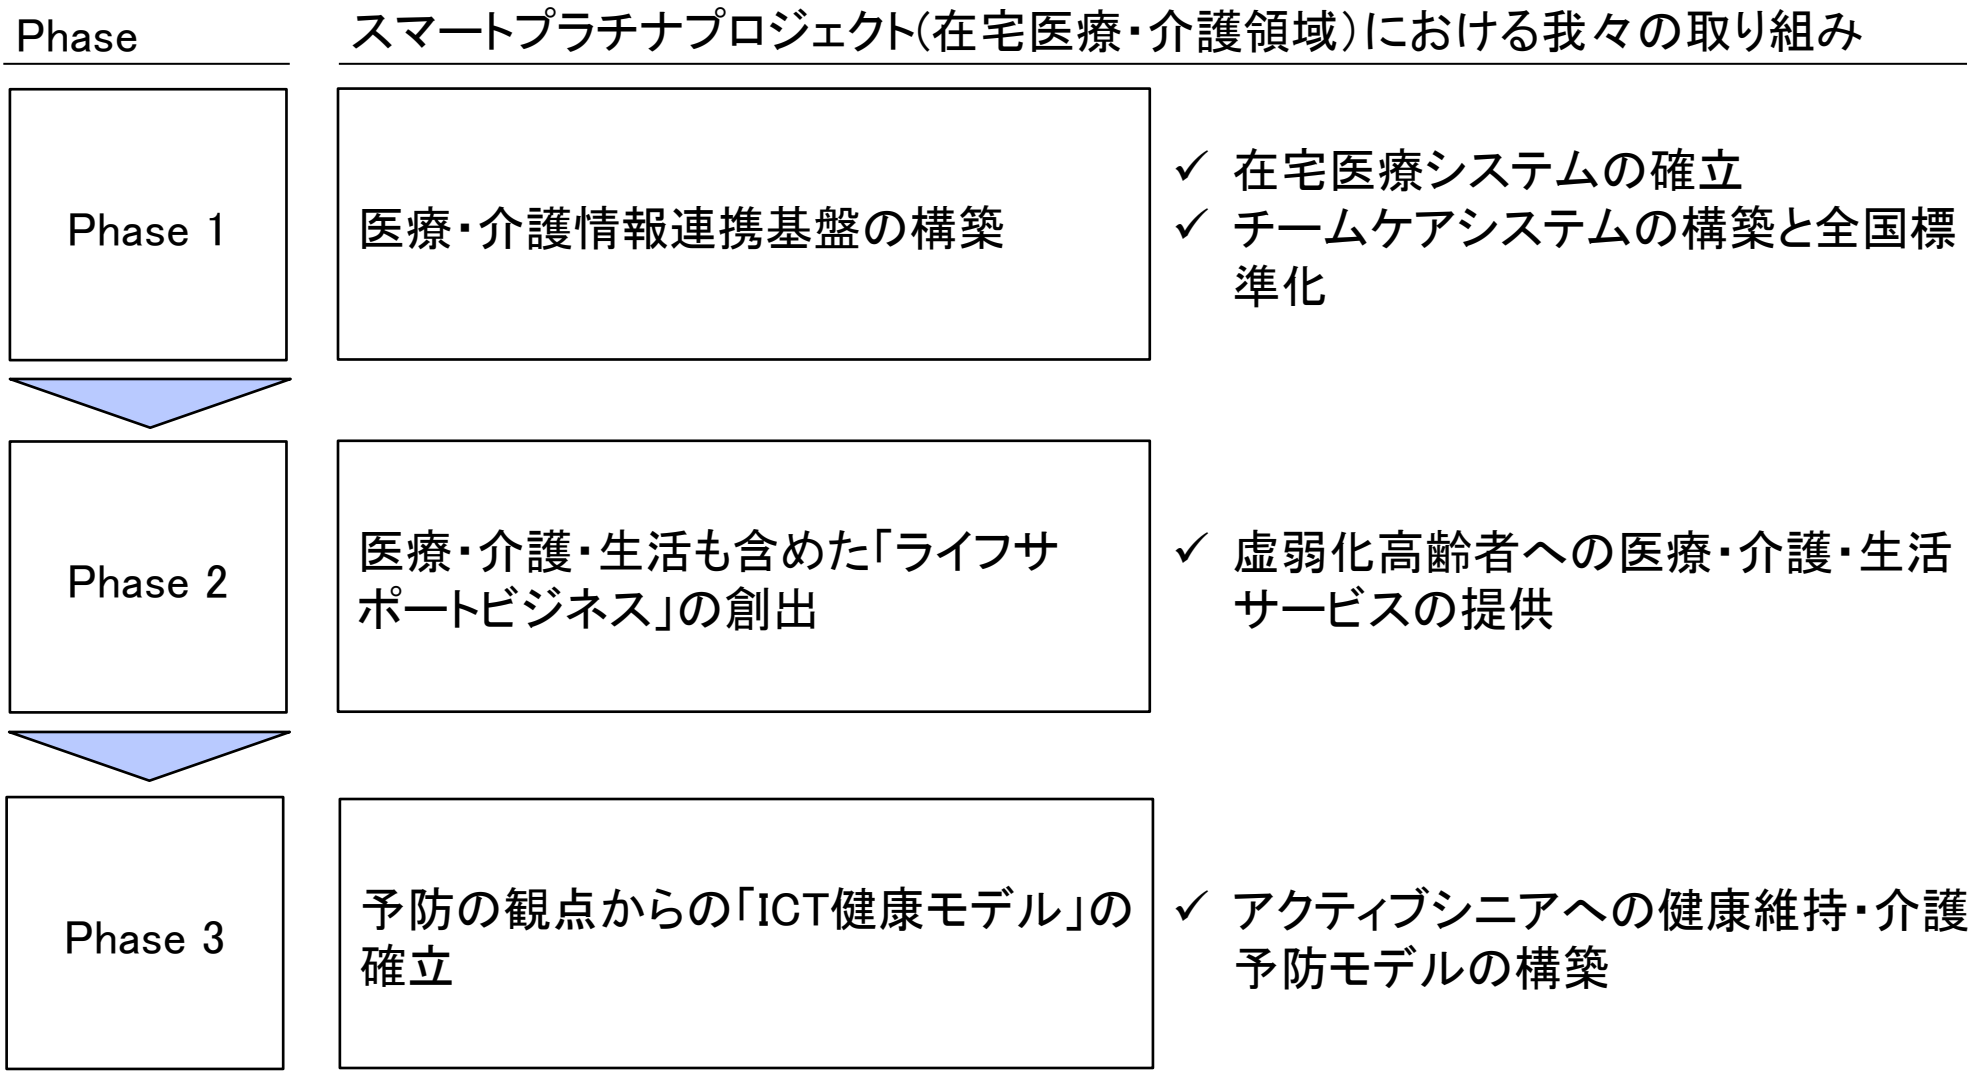 Phase
スマートプラチナプロジェクト(在宅医療・介護領域)における我々の取り組み
Phase 1
医療・介護情報連携基盤の構築
✓ 在宅医療システムの確立
✓ チームケアシステムの構築と全国標
準化
Phase 2
医療・介護・生活も含めた「ライフサ
ポートビジネス」の創出
✓ 虚弱化高齢者への医療・介護・生活
サービスの提供
Phase 3
予防の観点からの「ICT健康モデル」の
確立
✓ アクティブシニアへの健康維持・介護
予防モデルの構築